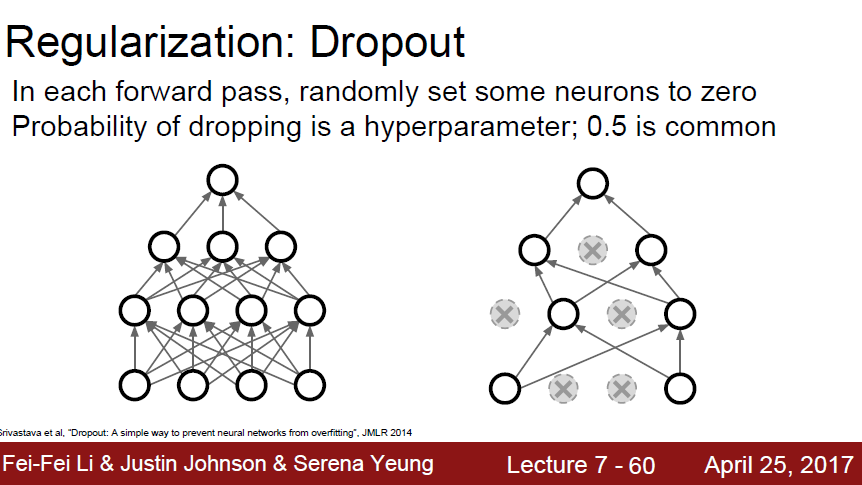 Regularization: Dropout
In each forward pass, randomly set some neurons to zero
Probability of dropping is a hyperparameter; 0.5 is common
Srivastava et al, "Dropout: A simple way to prevent neural networks from overfitting", JMLR 2014
Fei-Fei Li & Justin Johnson & Serena Yeung
Lecture 7 - 60
April 25, 2017